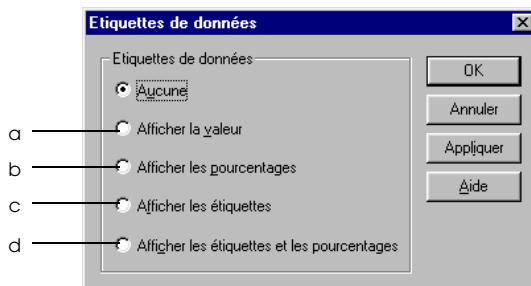 Etiquettes de données
Etiquettes de données
Aucune
a
Afficher la valeur
b
Afficher les pourcentages
c
Afficher les étiquettes
d
Afficher les étiquettes et les pourcentages
OK
Annuler
Appliquer
Aide